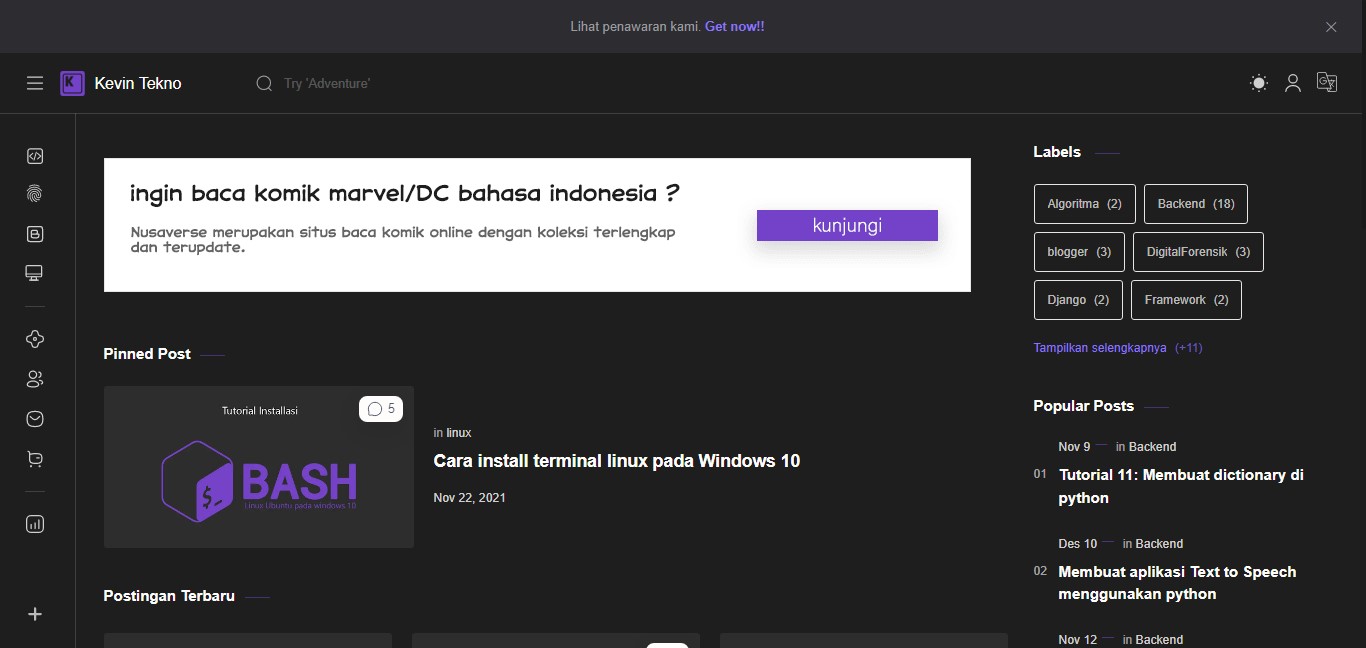 Lihat penawaran kami. Get now!!
Kevin Tekno
Try 'Adventure'
ingin baca komik marvel/DC bahasa indonesia ?
Nusaverse merupakan situs baca komik online dengan koleksi terlengkap
dan terupdate.
kunjungi
Pinned Post
Tutorial Installasi
5
BASH
Linux Ubuntu pada windows 10
in linux
Cara install terminal linux pada Windows 10
Nov 22, 2021
Postingan Terbaru
Labels
Algoritma (2)
Backend (18)
blogger (3)
DigitalForensik (3)
Django (2)
Framework (2)
Tampilkan selengkapnya (+11)
Popular Posts
Nov 9 in Backend
01 Tutorial 11: Membuat dictionary di
python
Des 10 in Backend
02 Membuat aplikasi Text to Speech
menggunakan python
Nov 12 in Backend